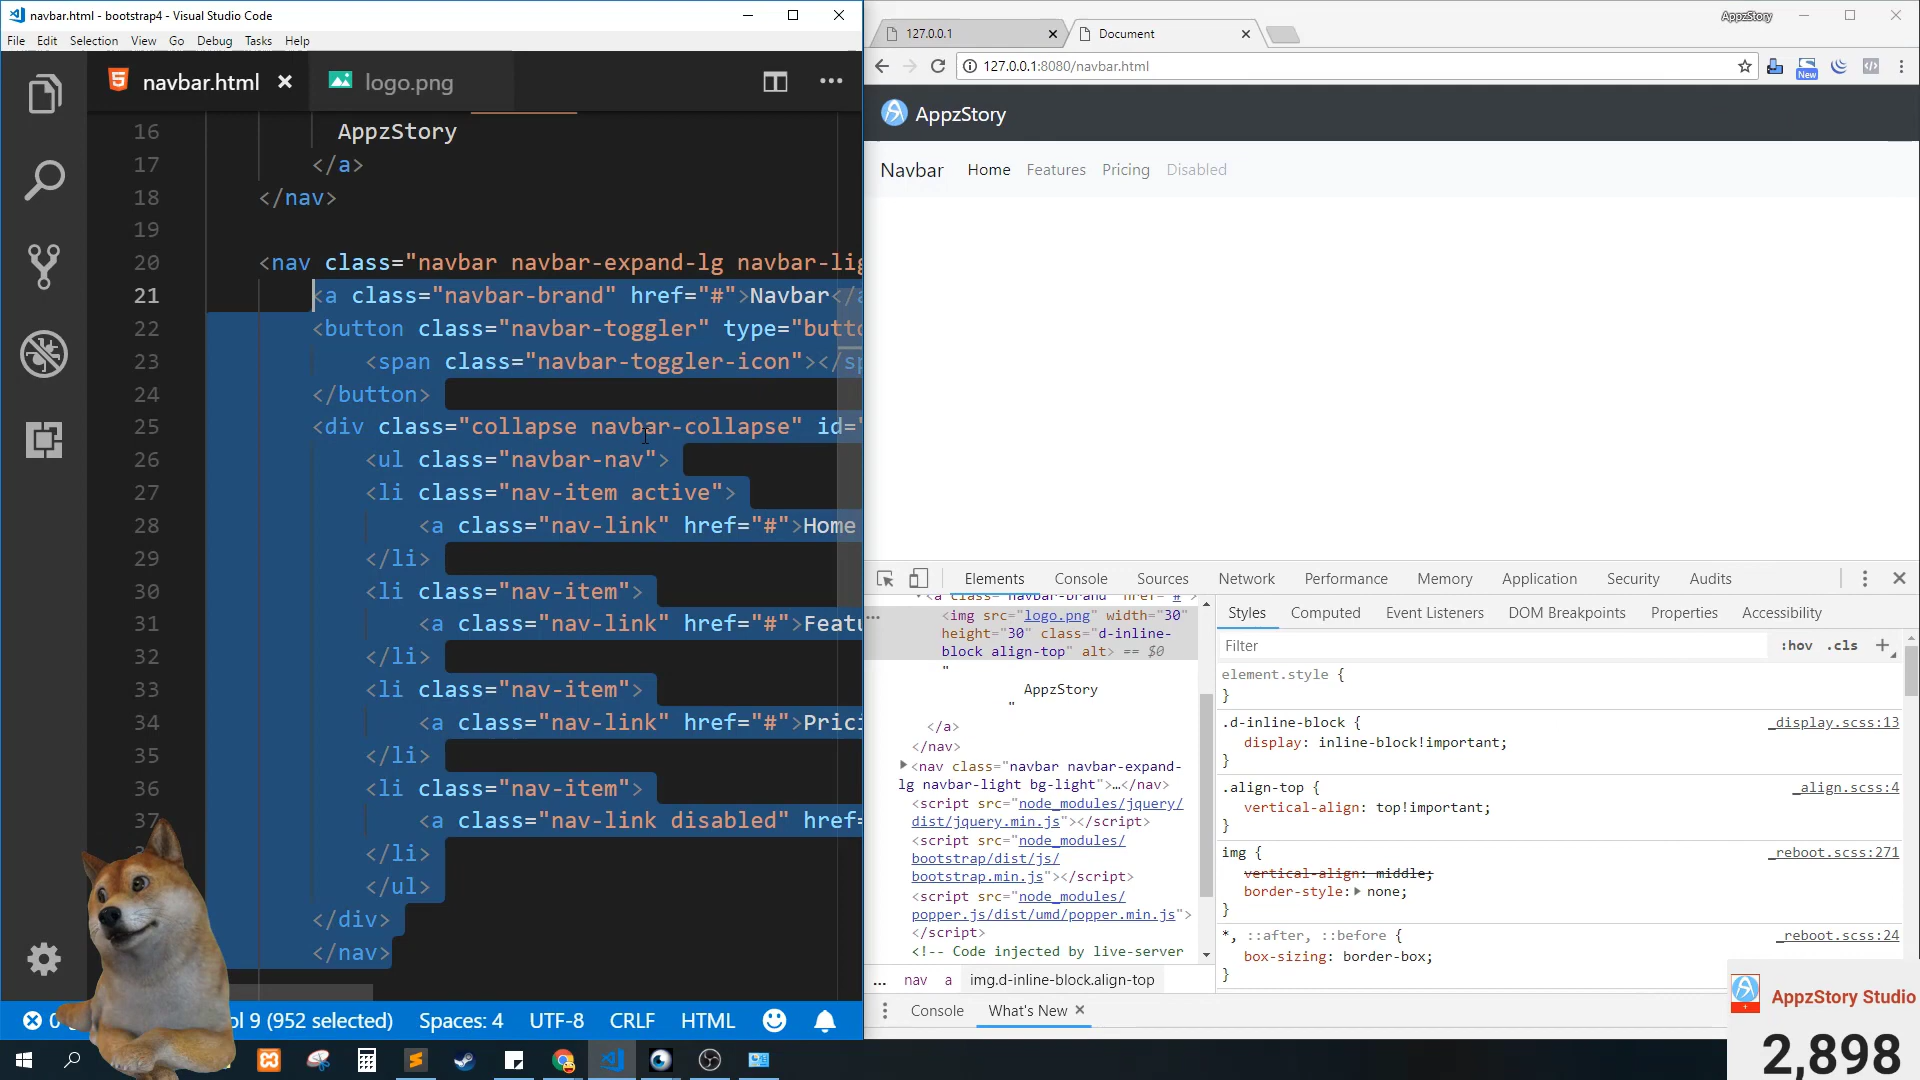 navbar.html - bootstrap4 - Visual Studio Code
File Edit Selection View Go Debug Tasks Help
navbar.html
logo.png
16 AppzStory
17 </a>
18 </nav>
19
20 <nav class="navbar navbar-expand-lg navbar-lig
21 <a class="navbar-brand" href="#">Navbar</a
22 <button class="navbar-toggler" type="butto
23 <span class="navbar-toggler-icon"></sp
24 </button>
25 <div class="collapse navbar-collapse" id="
26 <ul class="navbar-nav">
27 <li class="nav-item active">
28 <a class="nav-link" href="#">Home
29 </li>
30 <li class="nav-item">
31 <a class="nav-link" href="#">Featu
32 </li>
33 <li class="nav-item">
34 <a class="nav-link" href="#">Prici
35 </li>
36 <li class="nav-item">
37 <a class="nav-link disabled" href=
</li>
</ul>
</div>
</nav>
ol 9 (952 selected) Spaces: 4 UTF-8 CRLF HTML
AppzStory
127.0.0.1
Document
127.0.0.1:8080/navbar.html
New
AppzStory
Navbar Home Features Pricing Disabled
Elements Console Sources Network Performance Memory Application Security Audits
<a class="navbar-brand" href="#">
<img src="logo.png" width="30"
height="30" class="d-inline-
block align-top" alt> == $0
"
AppzStory
"
</a>
</nav>
<nav class="navbar navbar-expand-
lg navbar-light bg-light">…</nav>
<script src="node_modules/jquery/
dist/jquery.min.js"></script>
<script src="node_modules/
bootstrap/dist/js/
bootstrap.min.js"></script>
<script src="node_modules/
popper.js/dist/umd/popper.min.js">
</script>
<!-- Code injected by live-server
... nav a img.d-inline-block.align-top
Styles Computed Event Listeners DOM Breakpoints Properties Accessibility
Filter :hov .cls +
element.style {
}
.d-inline-block { _display.scss:13
display: inline-block!important;
}
.align-top { _align.scss:4
vertical-align: top!important;
}
img { _reboot.scss:271
vertical-align: middle;
border-style: none;
}
*, ::after, ::before { _reboot.scss:24
box-sizing: border-box;
}
Console What's New
AppzStory Studio
2,898